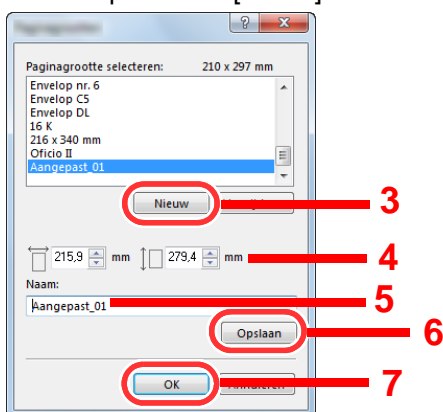 Paginagrootte selecteren: 210 x 297 mm
Envelop nr. 6
Envelop C5
Envelop DL
16 K
216 x 340 mm
Oficio II
Aangepast_01
Nieuw
3
215,9 mm 279,4 mm
4
Naam:
Aangepast_01
5
Opslaan
6
OK
7